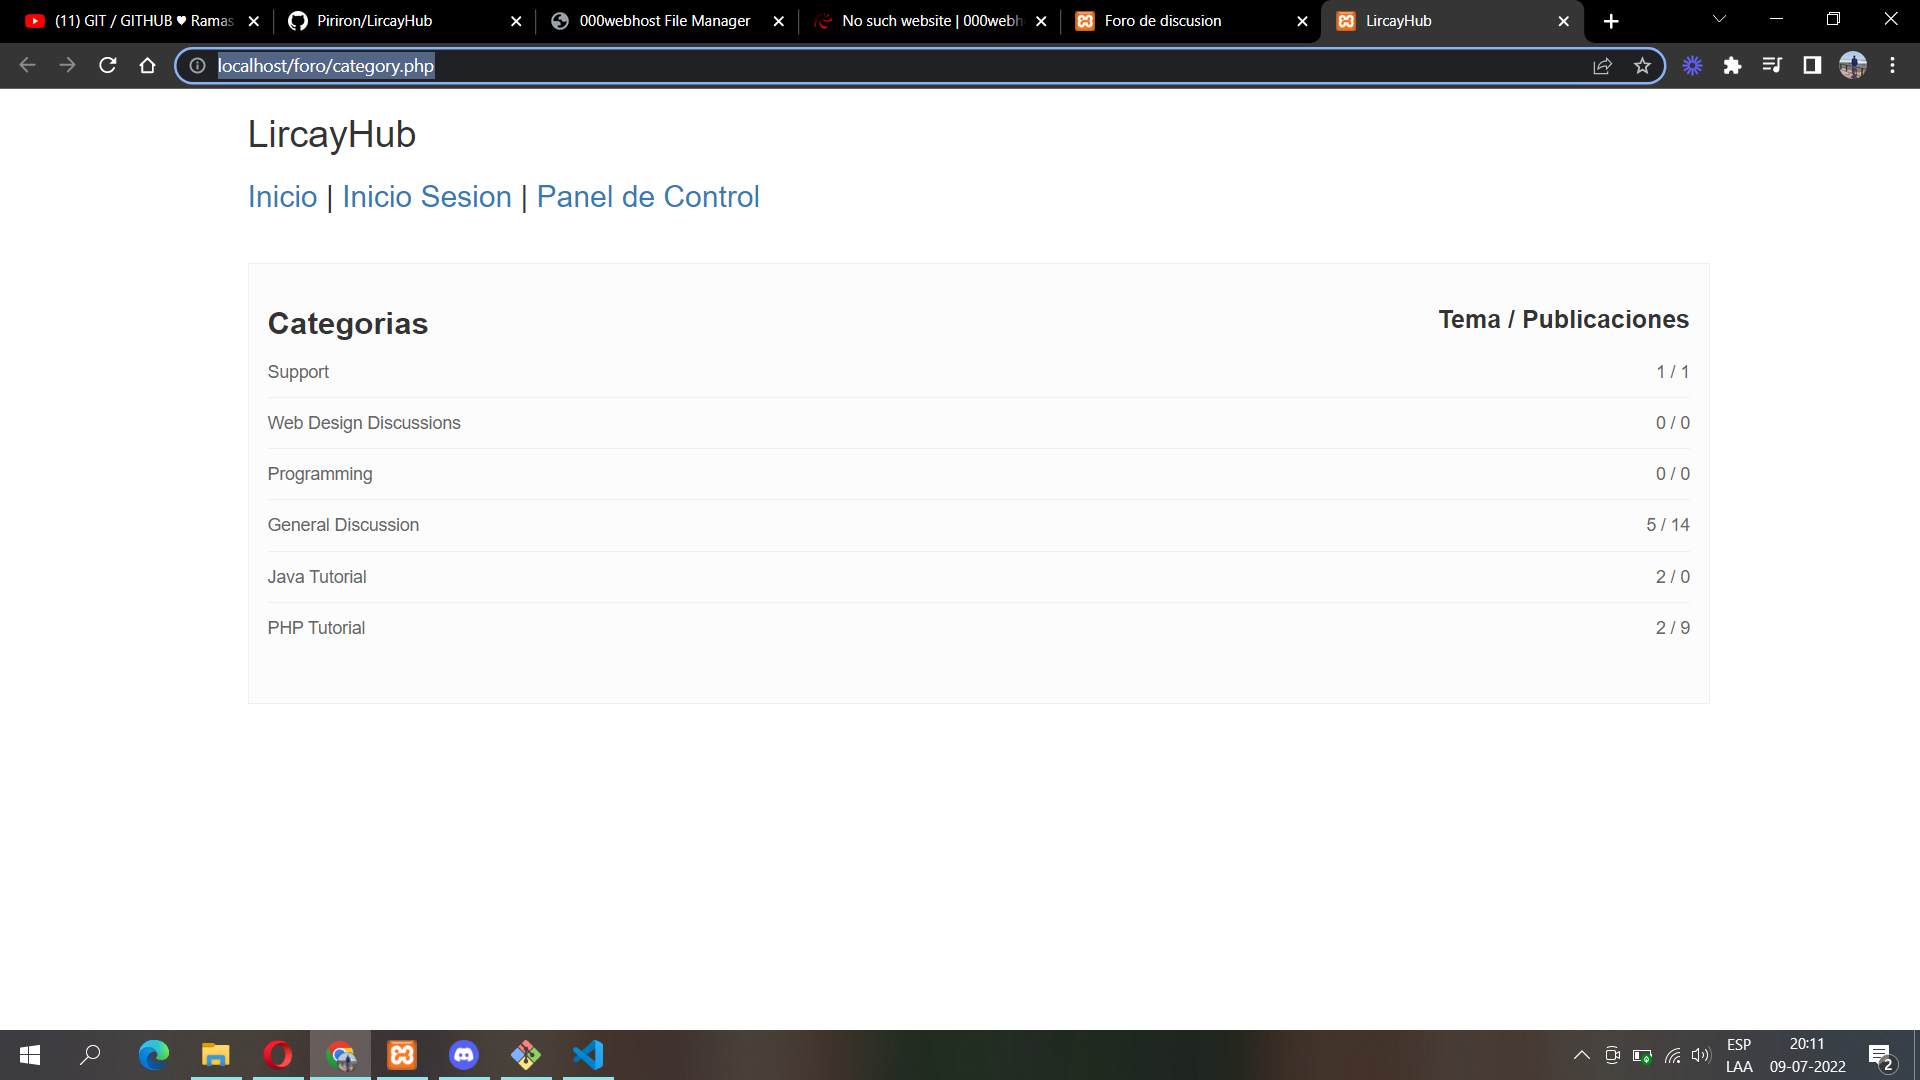 (11) GIT / GITHUB ♥ Ramas
Piriron/LircayHub
000webhost File Manager
No such website | 000webh
Foro de discusion
LircayHub
localhost/foro/category.php
LircayHub
Inicio | Inicio Sesion | Panel de Control
Categorias
Tema / Publicaciones
Support
1 / 1
Web Design Discussions
0 / 0
Programming
0 / 0
General Discussion
5 / 14
Java Tutorial
2 / 0
PHP Tutorial
2 / 9
ESP
LAA
20:11
09-07-2022
2